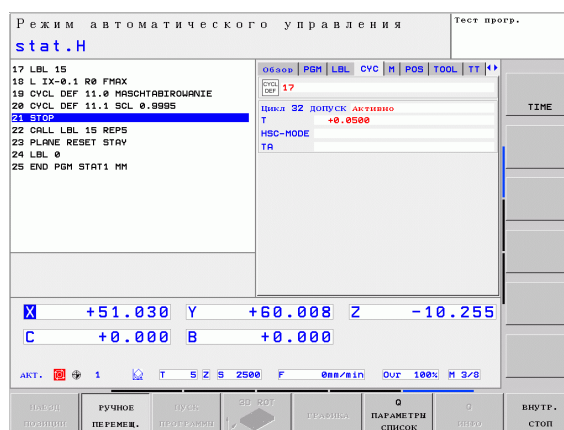 Режим автоматического управления
Тест прогр.
stat.H
17 LBL 15
18 L IX-0.1 R0 FMAX
19 CYCL DEF 11.0 MASCHTABIROWANIE
20 CYCL DEF 11.1 SCL 0.9995
21 STOP
22 CALL LBL 15 REP5
23 PLANE RESET STAY
24 LBL 0
25 END PGM STAT1 MM
Обзор PGM LBL CYC M POS TOOL TT
CYCL DEF 17
Цикл 32 ДОПУСК Активно
T +0.0500
HSC-MODE
TA
TIME
X +51.030 Y +60.008 Z -10.255
C +0.000 B +0.000
АКТ. 1 T 5 Z S 2500 F 0mm/min Ovr 100% M 3/8
РУЧНОЕ ПЕРЕМЕЩ.
ПУСК ПРОГРАММЫ
3D ROT
ГРАФИКА
Q ПАРАМЕТРЫ СПИСОК
Q ИНФО
ВНУТР. СТОП